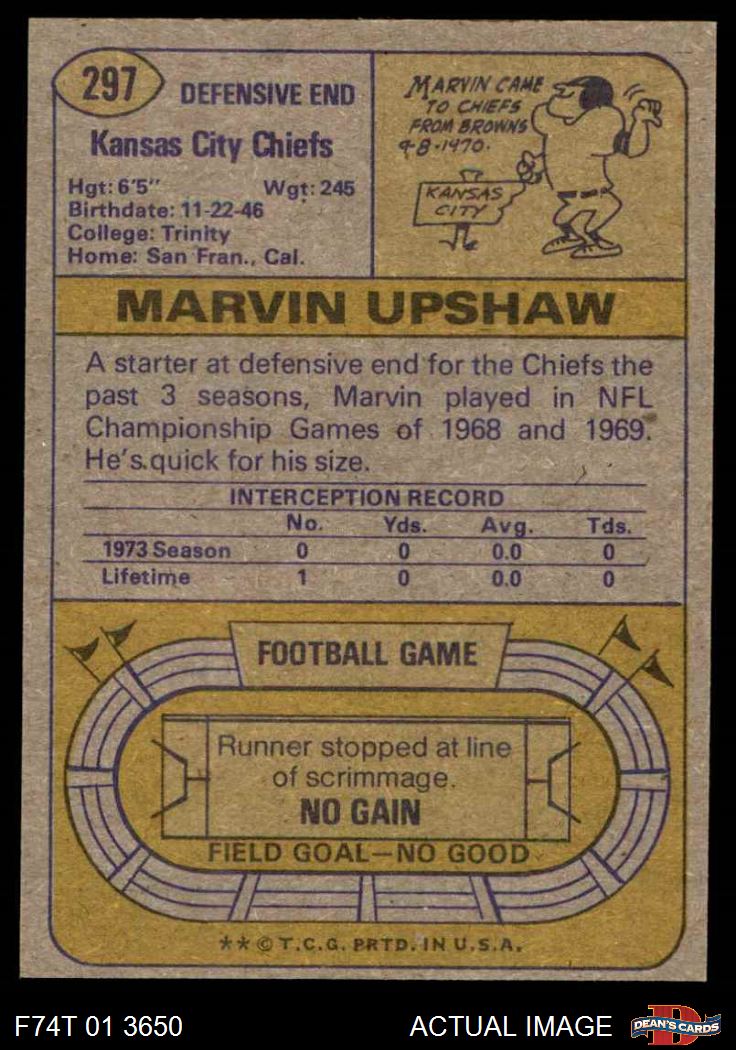 297
DEFENSIVE END
Kansas City Chiefs
Hgt: 6'5" Wgt: 245
Birthdate: 11-22-46
College: Trinity
Home: San Fran., Cal.
MARVIN CAME
TO CHIEFS
FROM BROWNS
9-8-1970.
KANSAS
CITY
MARVIN UPSHAW
A starter at defensive end for the Chiefs the
past 3 seasons, Marvin played in NFL
Championship Games of 1968 and 1969.
He's quick for his size.
INTERCEPTION RECORD
No. Yds. Avg. Tds.
1973 Season 0 0 0.0 0
Lifetime 1 0 0.0 0
FOOTBALL GAME
Runner stopped at line
of scrimmage.
NO GAIN
FIELD GOAL—NO GOOD
** © T.C.G. PRTD. IN U.S.A.
F74T 01 3650 ACTUAL IMAGE
DEAN'S CARDS